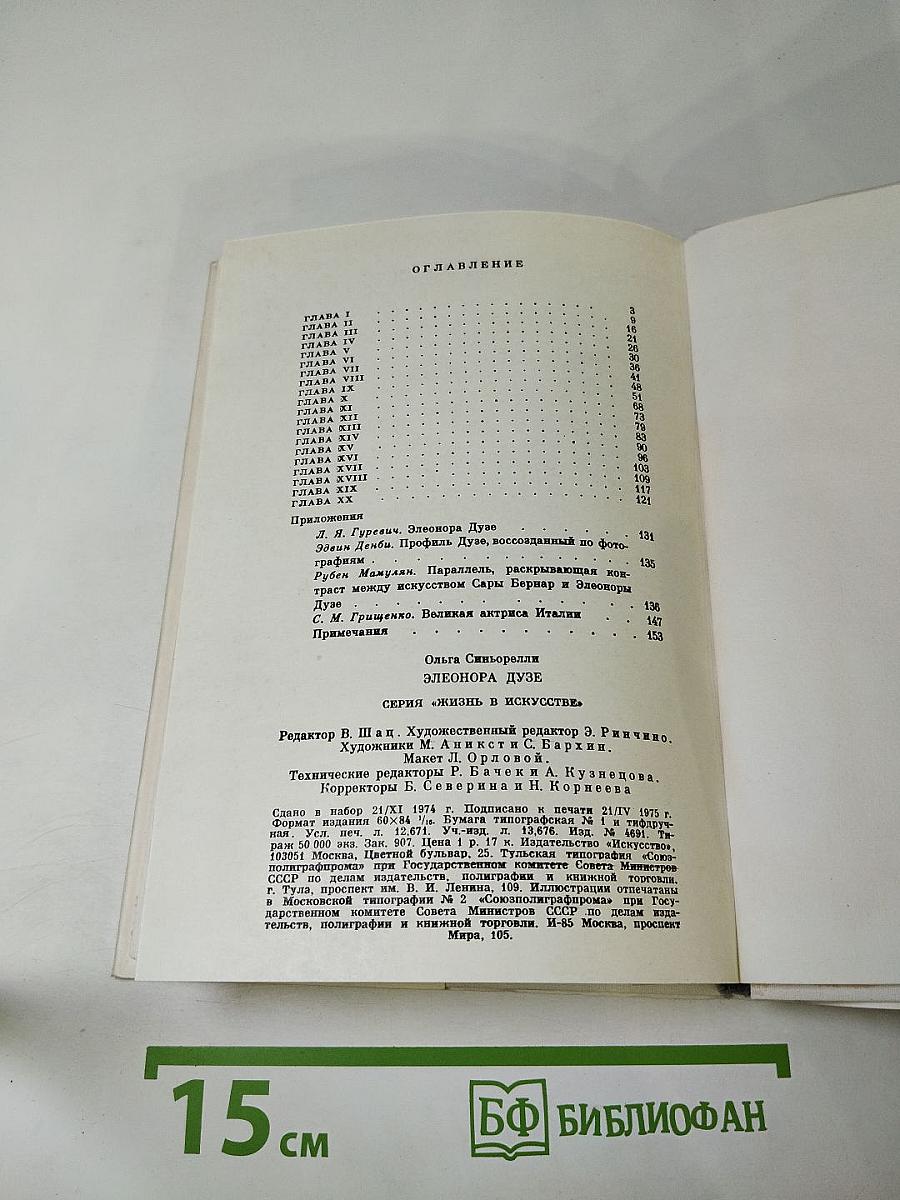 ОГЛАВЛЕНИЕ
ГЛАВА I . . . . . . . . . . . . . . . . 3
ГЛАВА II . . . . . . . . . . . . . . . . 9
ГЛАВА III . . . . . . . . . . . . . . . . 16
ГЛАВА IV . . . . . . . . . . . . . . . . 21
ГЛАВА V . . . . . . . . . . . . . . . . 26
ГЛАВА VI . . . . . . . . . . . . . . . . 30
ГЛАВА VII . . . . . . . . . . . . . . . . 36
ГЛАВА VIII . . . . . . . . . . . . . . . . 41
ГЛАВА IX . . . . . . . . . . . . . . . . 48
ГЛАВА X . . . . . . . . . . . . . . . . 51
ГЛАВА XI . . . . . . . . . . . . . . . . 68
ГЛАВА XII . . . . . . . . . . . . . . . . 73
ГЛАВА XIII . . . . . . . . . . . . . . . . 79
ГЛАВА XIV . . . . . . . . . . . . . . . . 83
ГЛАВА XV . . . . . . . . . . . . . . . . 90
ГЛАВА XVI . . . . . . . . . . . . . . . . 96
ГЛАВА XVII . . . . . . . . . . . . . . . . 103
ГЛАВА XVIII . . . . . . . . . . . . . . . . 109
ГЛАВА XIX . . . . . . . . . . . . . . . . 117
ГЛАВА XX . . . . . . . . . . . . . . . . 121
Приложения
Л. Я. Гуревич. Элеонора Дузе . . . . . . . 131
Эдвин Денби. Профиль Дузе, воссозданный по фото-
графиям . . . . . . . . . . . . . 135
Рубен Мамулян. Параллель, раскрывающая кон-
траст между искусством Сары Бернар и Элеоноры
Дузе . . . . . . . . . . . . . . 136
С. М. Грищенко. Великая актриса Италии . . 147
Примечания . . . . . . . . . . . . 153
Ольга Синьорелли
ЭЛЕОНОРА ДУЗЕ
СЕРИЯ «ЖИЗНЬ В ИСКУССТВЕ»
Редактор В. Шац. Художественный редактор Э. Ринчино.
Художники М. Аникст и С. Бархин.
Макет Л. Орловой.
Технические редакторы Р. Бачек и А. Кузнецова.
Корректоры Б. Северина и Н. Корнеева
Сдано в набор 21/XI 1974 г. Подписано к печати 21/IV 1975 г.
Формат издания 60×84 1/16. Бумага типографская № 1 и тифдруч-
ная. Усл. печ. л. 12,671. Уч.-изд. л. 13,676. Изд. № 4691. Ти-
раж 50 000 экз. Зак. 907. Цена 1 р. 17 к. Издательство «Искусство»,
103051 Москва, Цветной бульвар, 25. Тульская типография «Союз-
полиграфпрома» при Государственном комитете Совета Министров
СССР по делам издательств, полиграфии и книжной торговли.
г. Тула, проспект им. В. И. Ленина, 109. Иллюстрации отпечатаны
в Московской типографии № 2 «Союзполиграфпрома» при Госу-
дарственном комитете Совета Министров СССР по делам изда-
тельств, полиграфии и книжной торговли. И-85 Москва, проспект
Мира, 105.
15 см
БФ БИБЛИОФАН